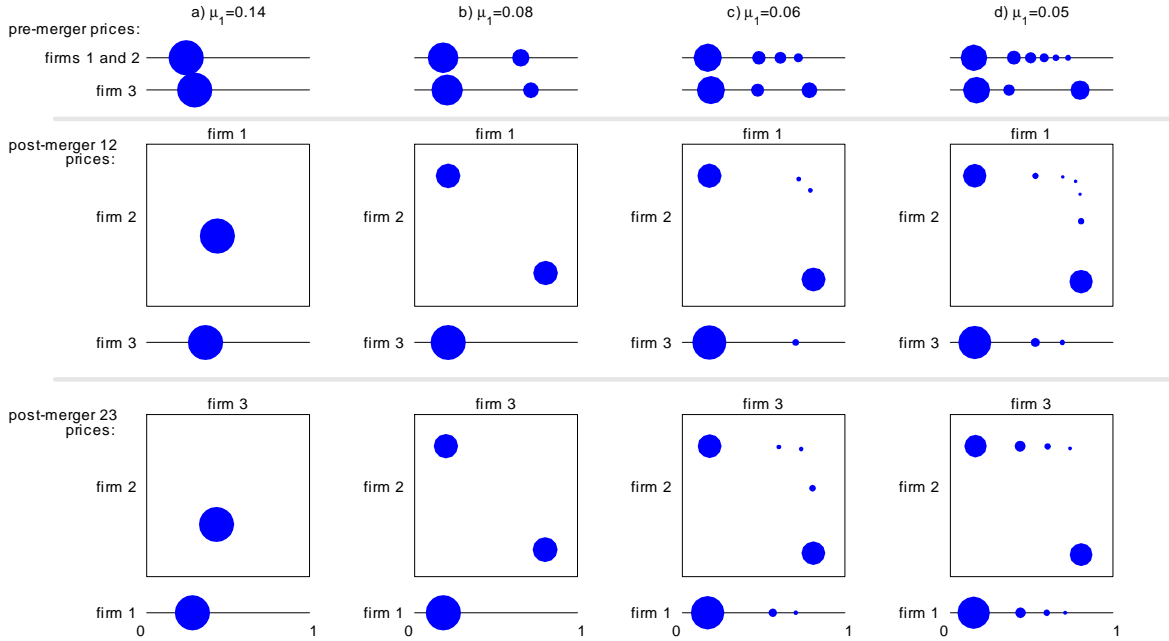 a) μ1=0.14
b) μ1=0.08
c) μ1=0.06
d) μ1=0.05
pre-merger prices:
firms 1 and 2
firm 3
firm 1
firm 1
firm 1
firm 1
post-merger 12
prices:
firm 2
firm 2
firm 2
firm 2
firm 3
firm 3
firm 3
firm 3
firm 3
firm 3
firm 3
firm 3
post-merger 23
prices:
firm 2
firm 2
firm 2
firm 2
firm 1
firm 1
firm 1
firm 1
0 1
0 1
0 1
0 1